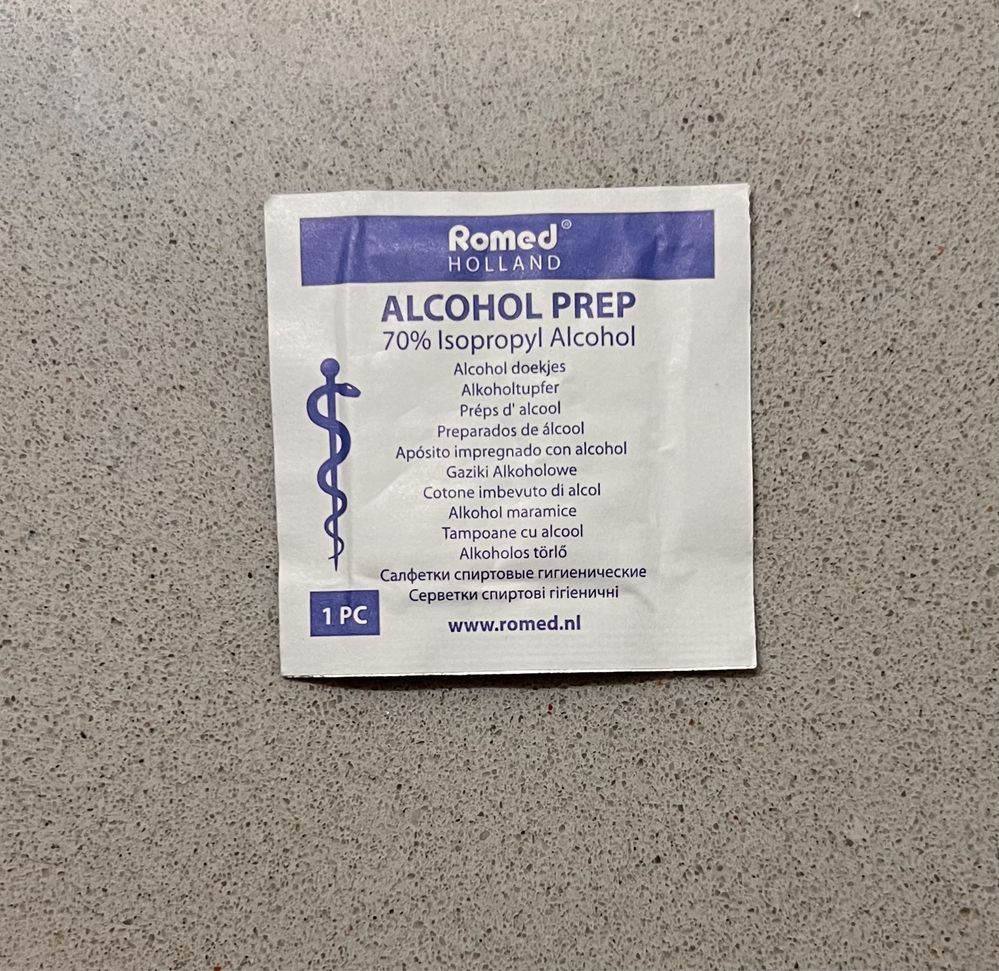 Romed®
HOLLAND
ALCOHOL PREP
70% Isopropyl Alcohol
Alcohol doekjes
Alkoholtupfer
Préps d' alcool
Preparados de álcool
Apósito impregnado con alcohol
Gaziki Alkoholowe
Cotone imbevuto di alcol
Alkohol maramice
Tampoane cu alcool
Alkoholos törlő
Салфетки спиртовые гигиенические
Серветки спиртові гігіеничні
1 PC
www.romed.nl